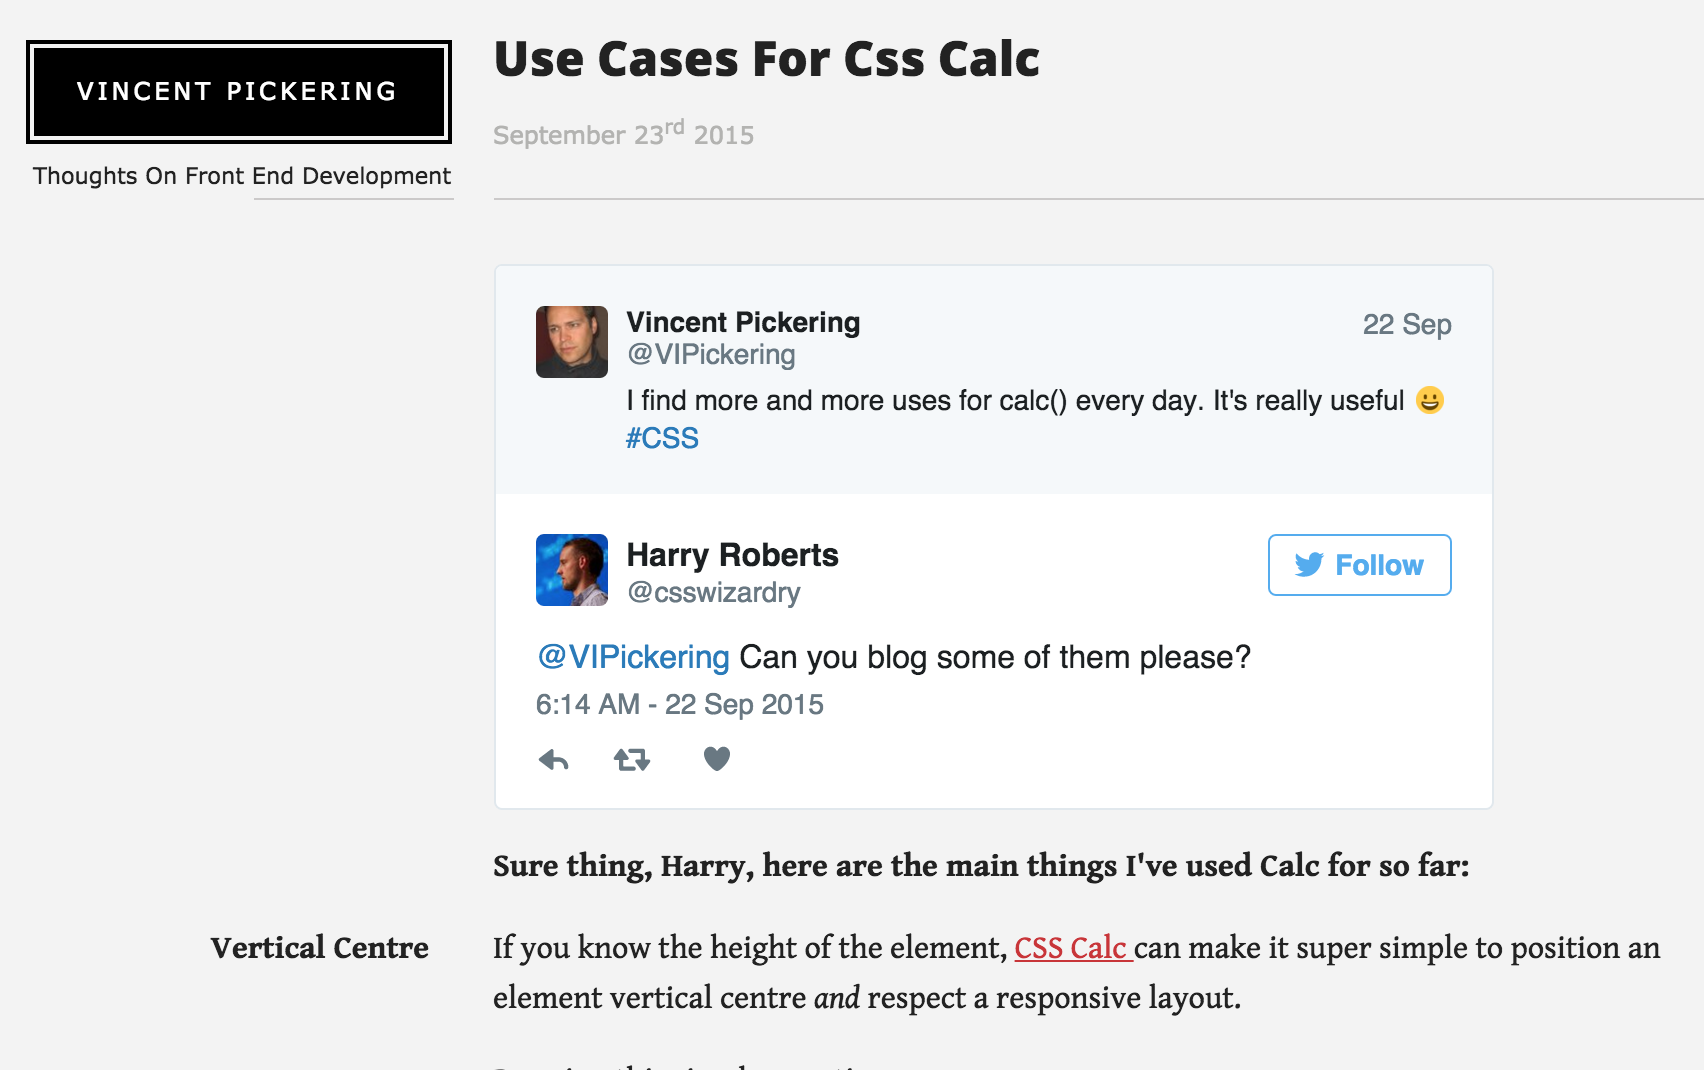 VINCENT PICKERING
Thoughts On Front End Development
Use Cases For Css Calc
September 23rd 2015
Vincent Pickering
@VIPickering
22 Sep
I find more and more uses for calc() every day. It's really useful 😀
#CSS
Harry Roberts
@csswizardry
Follow
@VIPickering Can you blog some of them please?
6:14 AM - 22 Sep 2015
Sure thing, Harry, here are the main things I've used Calc for so far:
Vertical Centre
If you know the height of the element, CSS Calc can make it super simple to position an
element vertical centre and respect a responsive layout.